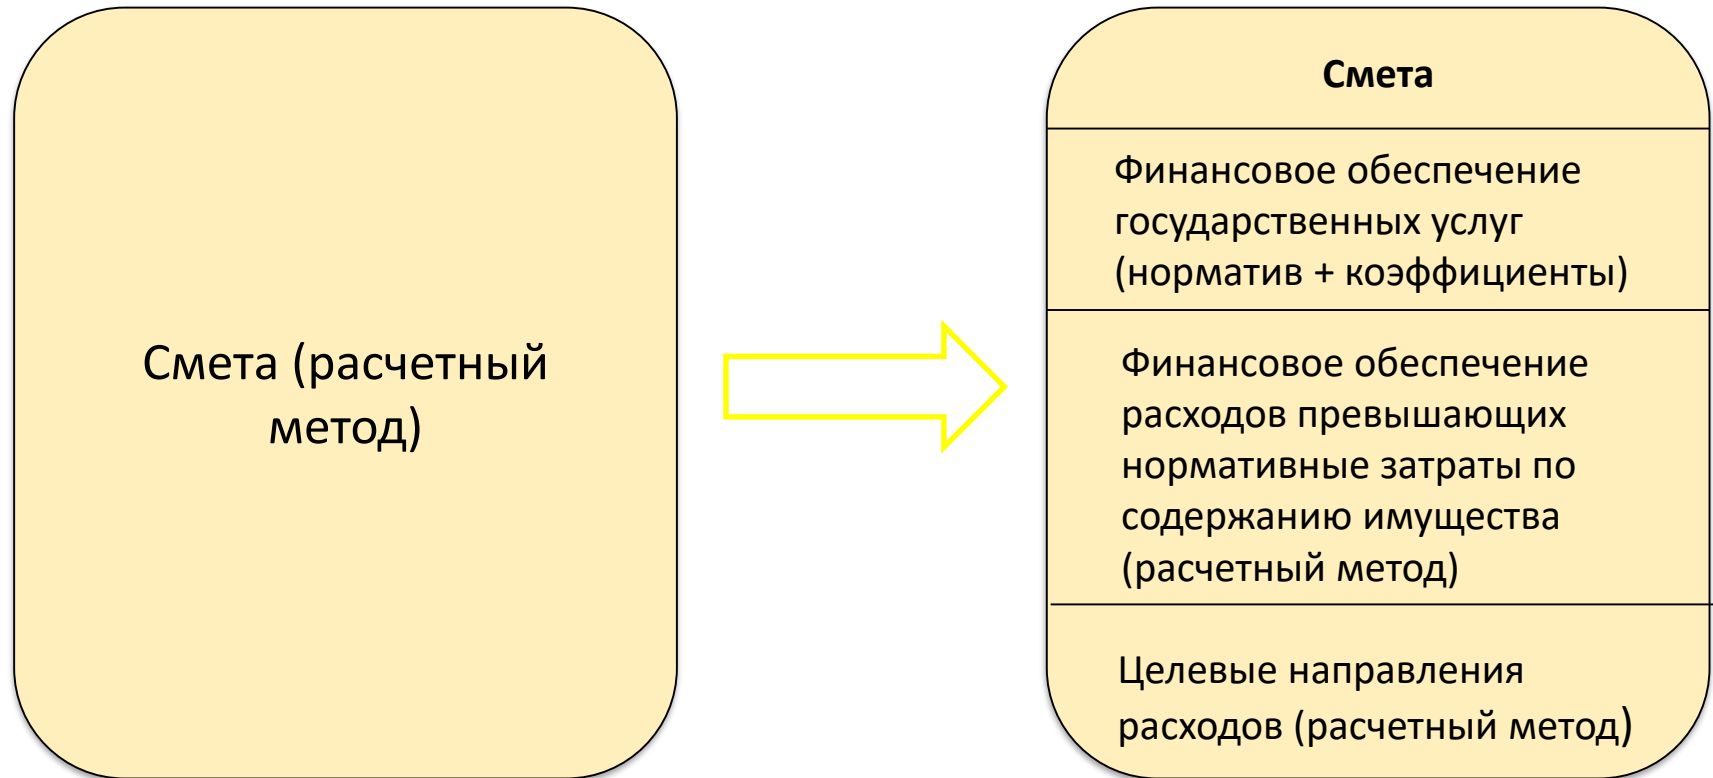 Смета (расчетный
метод)
Смета
Финансовое обеспечение
государственных услуг
(норматив + коэффициенты)
Финансовое обеспечение
расходов превышающих
нормативные затраты по
содержанию имущества
(расчетный метод)
Целевые направления
расходов (расчетный метод)